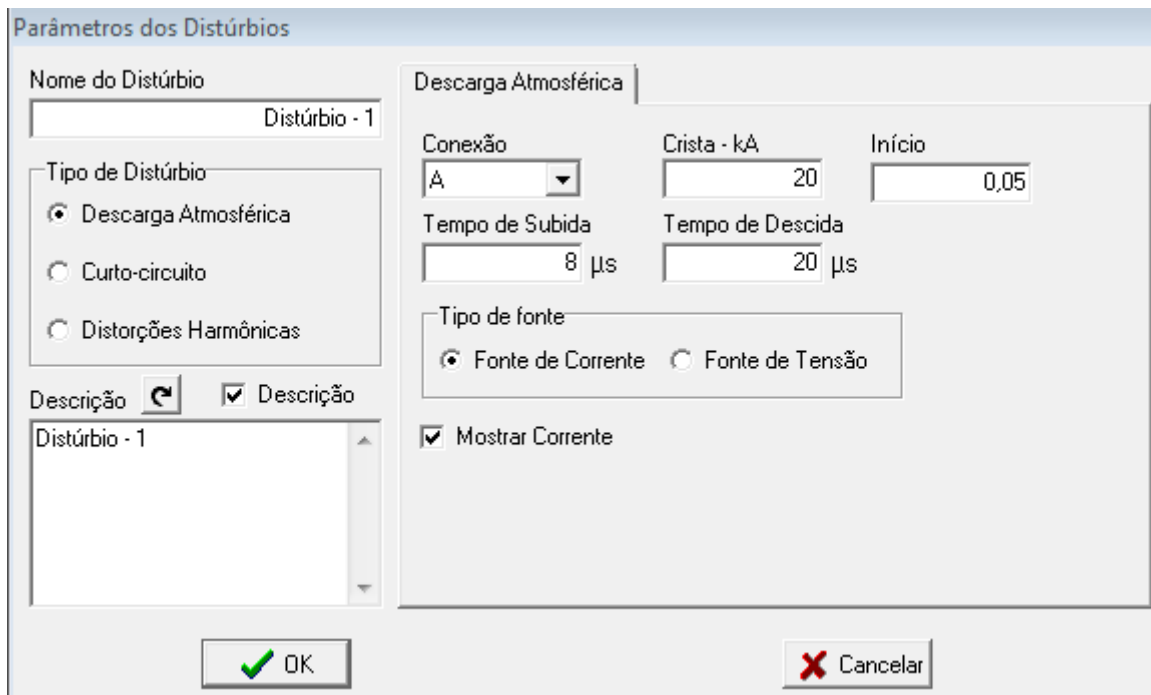 Parâmetros dos Distúrbios
Nome do Distúrbio
Distúrbio - 1
Tipo de Distúrbio
Descarga Atmosférica
Curto-circuito
Distorções Harmônicas
Descrição
Descrição
Distúrbio - 1
Descarga Atmosférica
Conexão Crista - kA Início
A 20 0,05
Tempo de Subida Tempo de Descida
8 µs 20 µs
Tipo de fonte
Fonte de Corrente Fonte de Tensão
Mostrar Corrente
OK Cancelar